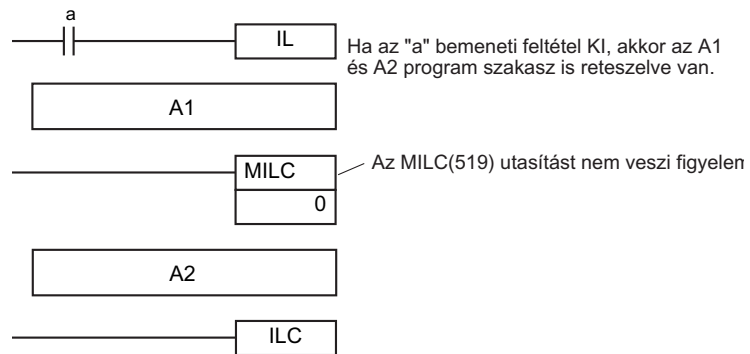 a
IL
Ha az "a" bemeneti feltétel KI, akkor az A1
és A2 program szakasz is reteszelve van.
A1
MILC
Az MILC(519) utasítást nem veszi
0
A2
ILC